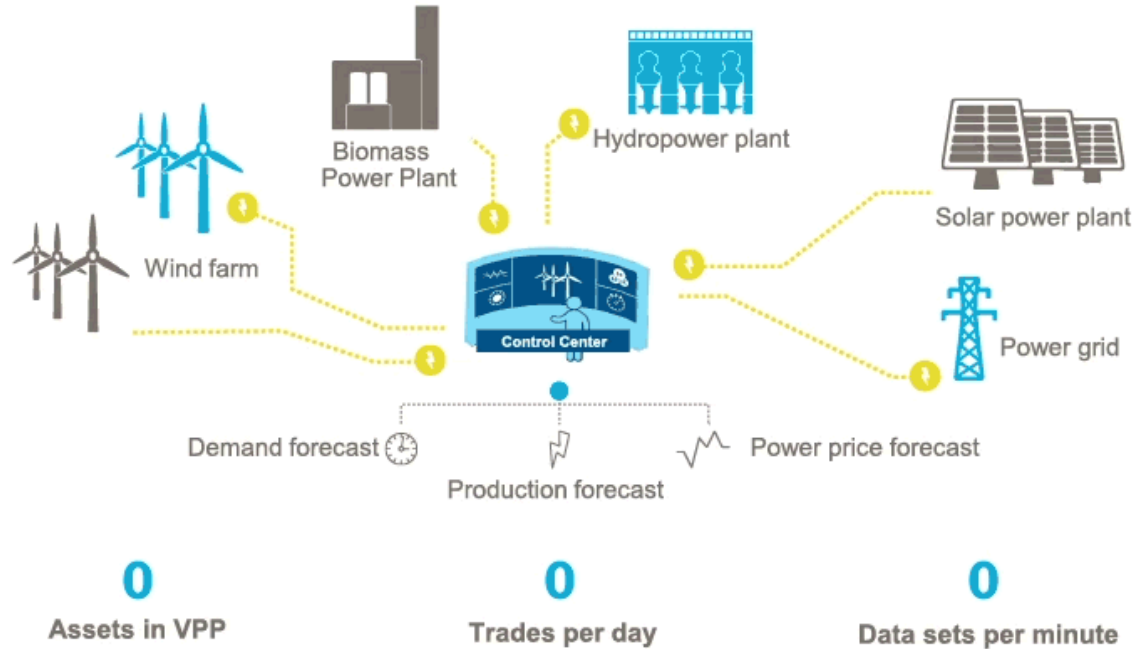 Biomass
Power Plant
Hydropower plant
Solar power plant
Wind farm
Control Center
Power grid
Demand forecast
Production forecast
Power price forecast
0
Assets in VPP
0
Trades per day
0
Data sets per minute